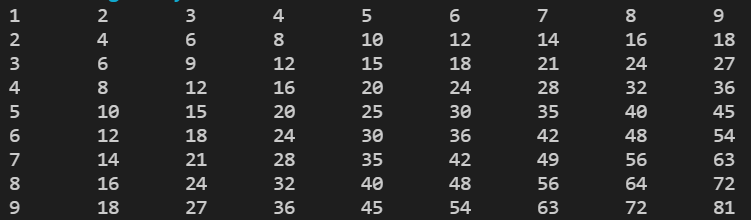 1 2 3 4 5 6 7 8 9
2 4 6 8 10 12 14 16 18
3 6 9 12 15 18 21 24 27
4 8 12 16 20 24 28 32 36
5 10 15 20 25 30 35 40 45
6 12 18 24 30 36 42 48 54
7 14 21 28 35 42 49 56 63
8 16 24 32 40 48 56 64 72
9 18 27 36 45 54 63 72 81